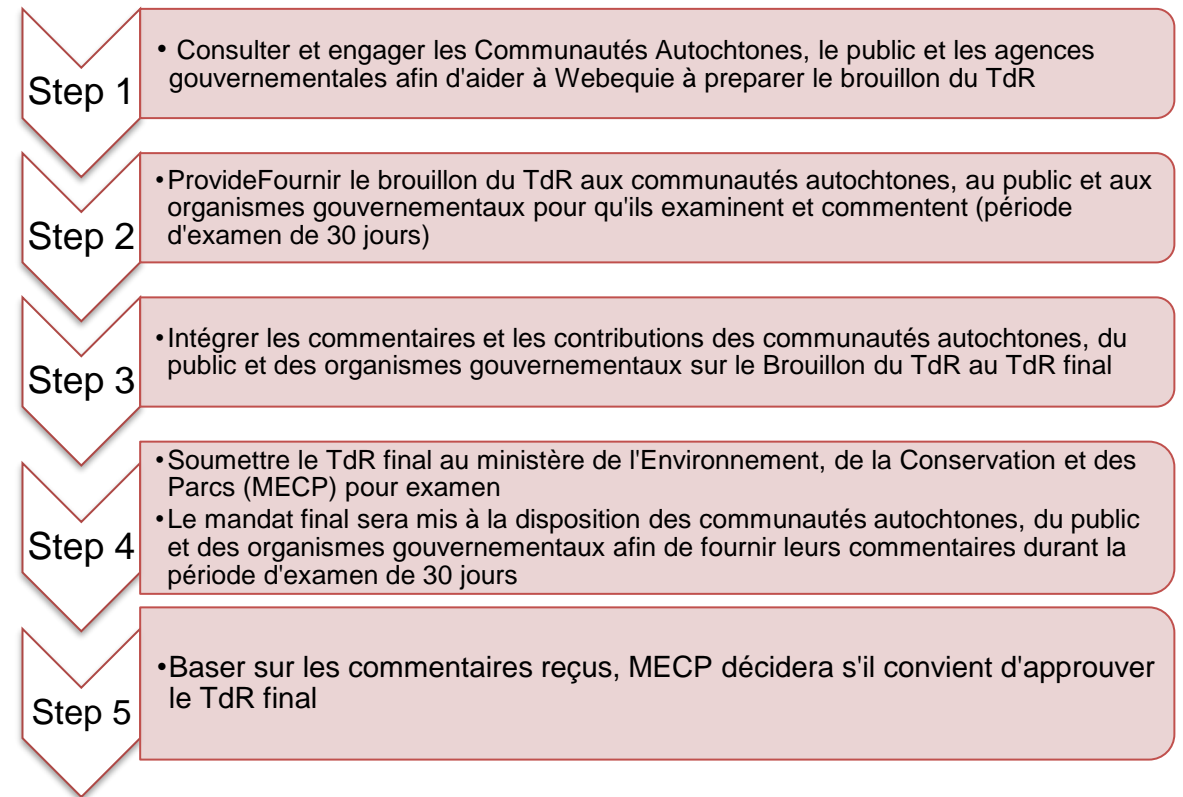 Step 1
• Consulter et engager les Communautés Autochtones, le public et les agences
gouvernementales afin d'aider à Webequie à preparer le brouillon du TdR
Step 2
•ProvideFournir le brouillon du TdR aux communautés autochtones, au public et aux
organismes gouvernementaux pour qu'ils examinent et commentent (période
d'examen de 30 jours)
Step 3
•Intégrer les commentaires et les contributions des communautés autochtones, du
public et des organismes gouvernementaux sur le Brouillon du TdR au TdR final
Step 4
•Soumettre le TdR final au ministère de l'Environnement, de la Conservation et des
Parcs (MECP) pour examen
•Le mandat final sera mis à la disposition des communautés autochtones, du public
et des organismes gouvernementaux afin de fournir leurs commentaires durant la
période d'examen de 30 jours
Step 5
•Baser sur les commentaires reçus, MECP décidera s'il convient d'approuver
le TdR final